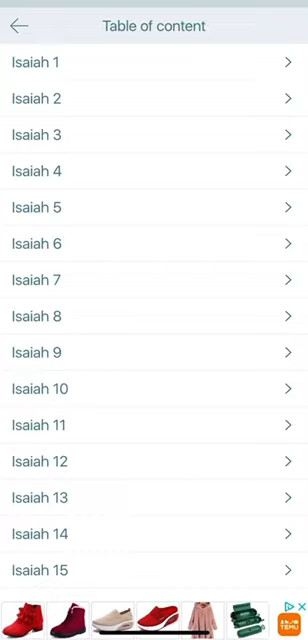 Table of content
Isaiah 1
Isaiah 2
Isaiah 3
Isaiah 4
Isaiah 5
Isaiah 6
Isaiah 7
Isaiah 8
Isaiah 9
Isaiah 10
Isaiah 11
Isaiah 12
Isaiah 13
Isaiah 14
Isaiah 15
TEMU